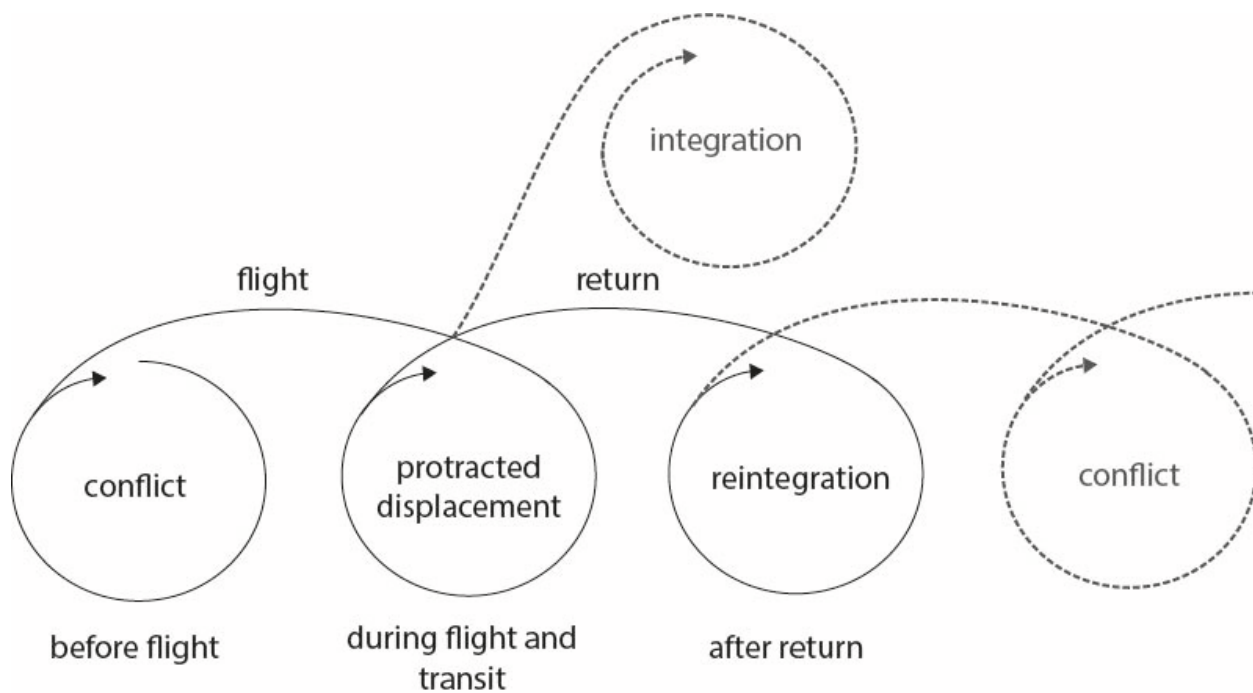 integration
flight
return
conflict
protracted
displacement
reintegration
conflict
before flight
during flight and
transit
after return